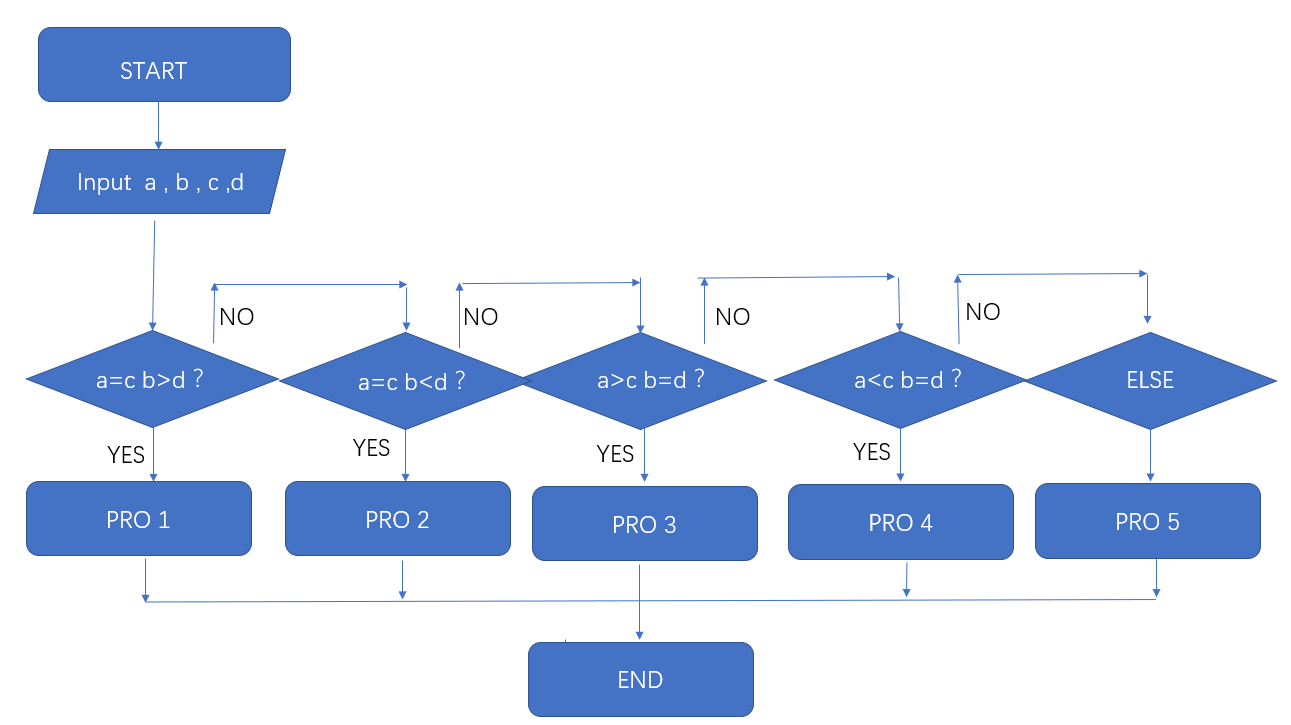 START
Input a , b , c ,d
NO
NO
NO
NO
a=c b>d ?
a=c b<d ?
a>c b=d ?
a<c b=d ?
ELSE
YES
YES
YES
YES
PRO 1
PRO 2
PRO 3
PRO 4
PRO 5
END